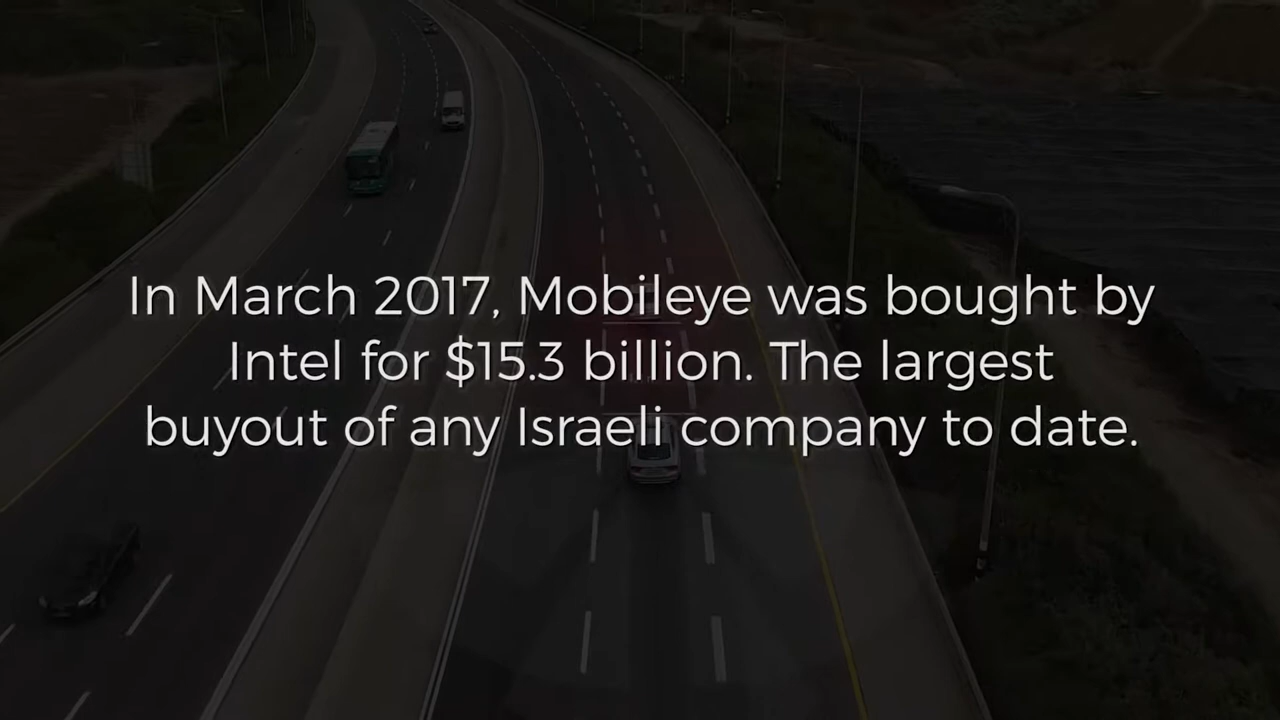 In March 2017, Mobileye was bought by
Intel for $15.3 billion. The largest
buyout of any Israeli company to date.